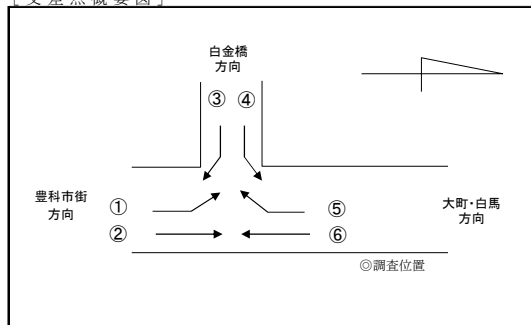 [交差点概要図]
白金橋
方向
③ ④
豊科市街
方向
①
②
⑤
⑥
大町・白馬
方向
◎調査位置